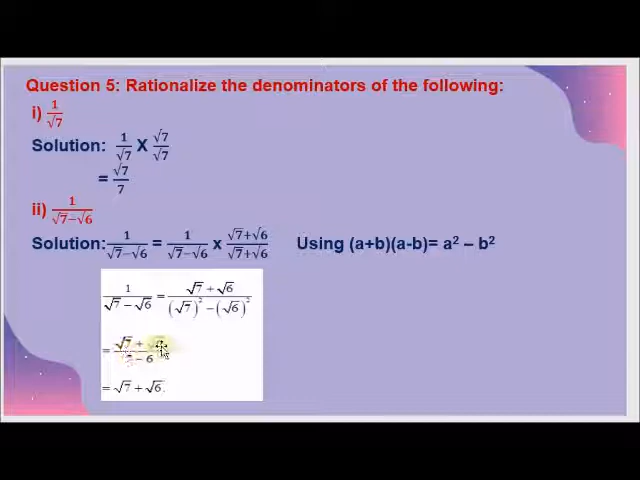 Question 5: Rationalize the denominators of the following:
i) 1/√7
Solution: 1/√7 X √7/√7
= √7/7
ii) 1/(√7−√6)
Solution: 1/(√7−√6) = 1/(√7−√6) x (√7+√6)/(√7+√6) Using (a+b)(a-b)= a² – b²
1/(√7 − √6) = (√7 + √6)/((√7)² − (√6)²)
= (√7 + )/( − 6)
= √7 + √6.